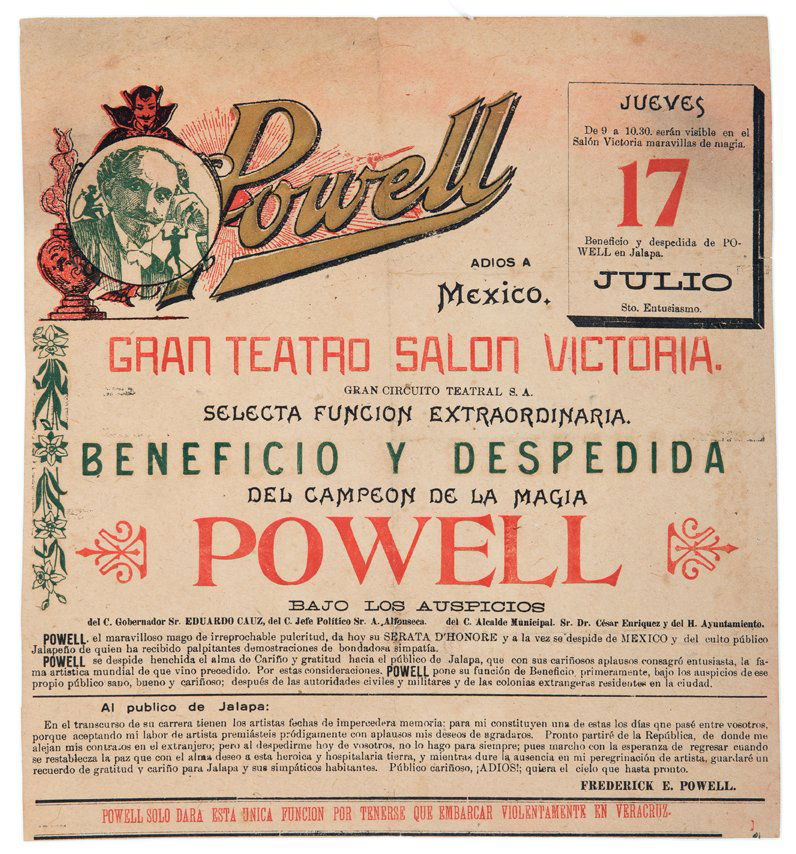 Powell
ADIOS A
Mexico.
JUEVES
De 9 a 10.30. serán visible en el
Salón Victoria maravillas de magia.
17
Beneficio y despedida de PO-
WELL en Jalapa.
JULIO
Sto. Entusiasmo.
GRAN TEATRO SALON VICTORIA.
GRAN CIRCUITO TEATRAL S. A.
SELECTA FUNCION EXTRAORDINARIA.
BENEFICIO Y DESPEDIDA
DEL CAMPEON DE LA MAGIA
POWELL
BAJO LOS AUSPICIOS
del C. Gobernador Sr. EDUARDO CAUZ, del C. Jefe Político Sr. A. Alfonseca. del C. Alcalde Municipal. Sr. Dr. César Enriquez y del H. Ayuntamiento.
POWELL, el maravilloso mago de irreprochable pulcritud, da hoy su SERATA D'HONORE y a la vez se despide de MEXICO y del culto público
Jalapeño de quien ha recibido palpitantes demostraciones de bondadosa simpatía.
POWELL se despide henchida el alma de Cariño y gratitud hacia el público de Jalapa, que con sus cariñosos aplausos consagró entusiasta, la fa-
ma artística mundial de que vino precedido. Por estas consideraciones. POWELL pone su función de Beneficio, primeramente, bajo los auspicios de ese
propio público sano, bueno y cariñoso; después de las autoridades civiles y militares y de las colonias extrangeras residentes en la ciudad.
Al publico de Jalapa:
En el transcurso de su carrera tienen los artistas fechas de impercedera memoria; para mi constituyen una de estas los días que pasé entre vosotros,
porque aceptando mi labor de artista premiásteis pródigamente con aplausos mis deseos de agradaros. Pronto partiré de la República, de donde me
alejan mis contratos en el extranjero; pero al despedirme hoy de vosotros, no lo hago para siempre; pues marcho con la esperanza de regresar cuando
se restablezca la paz que con el alma deseo a esta heroica y hospitalaria tierra, y mientras dure la ausencia en mi peregrinación de artista, guardaré un
recuerdo de gratitud y cariño para Jalapa y sus simpáticos habitantes. Público cariñoso, ¡ADIOS!; quiera el cielo que hasta pronto.
FREDERICK E. POWELL.
POWELL SOLO DARA ESTA UNICA FUNCION POR TENERSE QUE EMBARCAR VIOLENTAMENTE EN VERACRUZ.